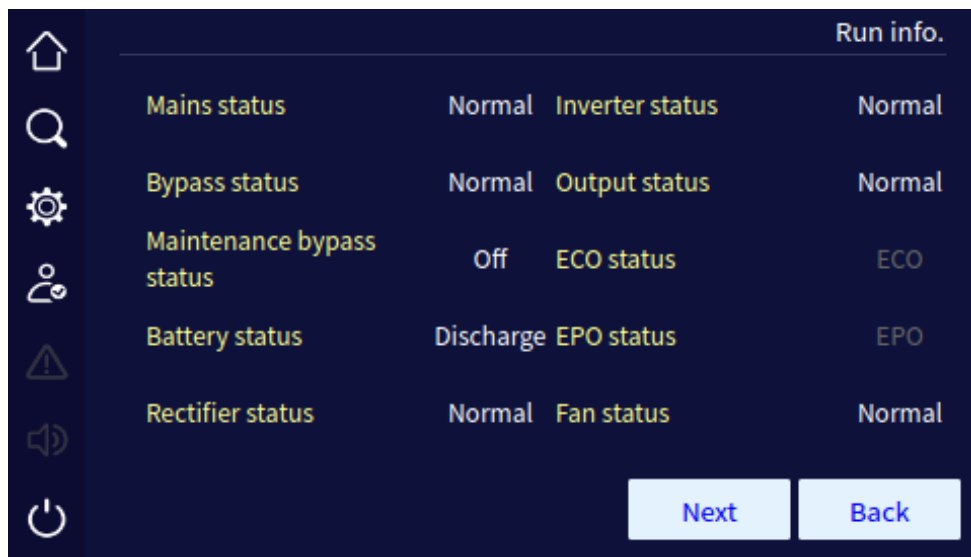 Run info.
Mains status Normal Inverter status Normal
Bypass status Normal Output status Normal
Maintenance bypass
status Off ECO status ECO
Battery status Discharge EPO status EPO
Rectifier status Normal Fan status Normal
Next Back